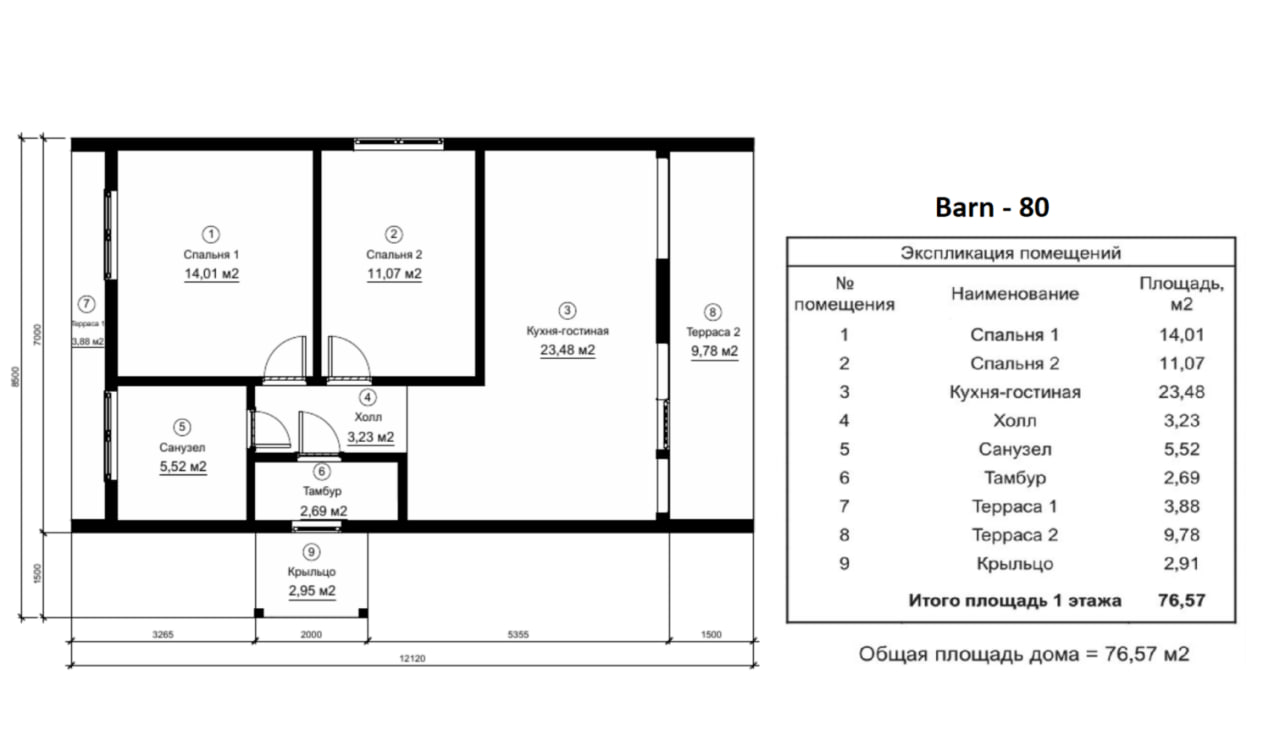 1
Спальня 1
14,01 м2
2
Спальня 2
11,07 м2
3
Кухня-гостиная
23,48 м2
7
Терраса 1
3,88 м2
8
Терраса 2
9,78 м2
4
Холл
3,23 м2
5
Санузел
5,52 м2
6
Тамбур
2,69 м2
9
Крыльцо
2,95 м2
7000
8500
1500
3265
2000
5355
1500
12120
Barn - 80
Экспликация помещений
№ помещения Наименование Площадь, м2
1 Спальня 1 14,01
2 Спальня 2 11,07
3 Кухня-гостиная 23,48
4 Холл 3,23
5 Санузел 5,52
6 Тамбур 2,69
7 Терраса 1 3,88
8 Терраса 2 9,78
9 Крыльцо 2,91
Итого площадь 1 этажа 76,57
Общая площадь дома = 76,57 м2